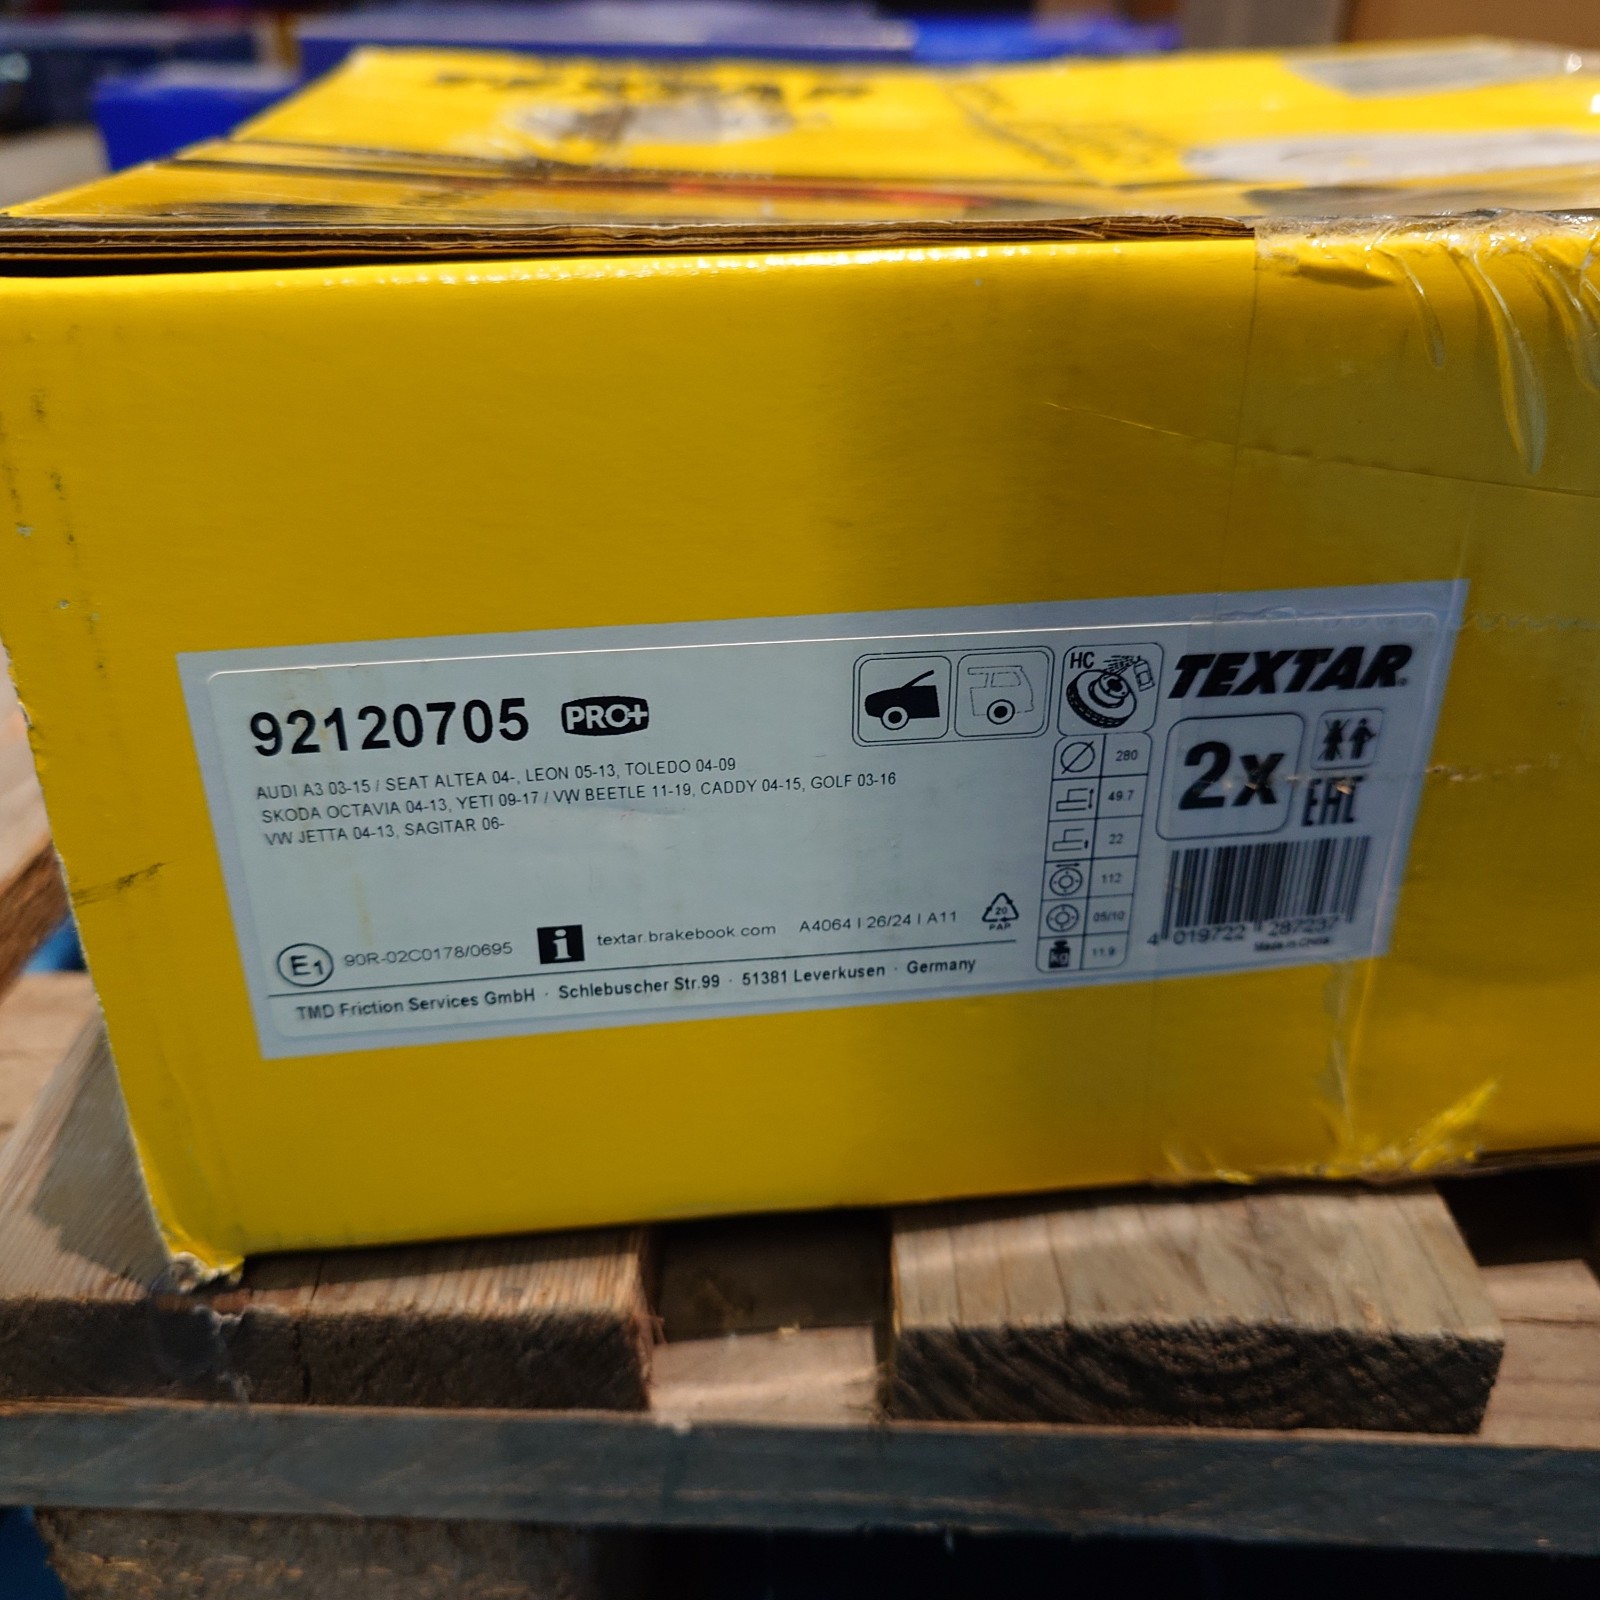 92120705 PRO+
AUDI A3 03-15 / SEAT ALTEA 04-, LEON 05-13, TOLEDO 04-09
SKODA OCTAVIA 04-13, YETI 09-17 / VW BEETLE 11-19, CADDY 04-15, GOLF 03-16
VW JETTA 04-13, SAGITAR 06-
E1 90R-02C0178/0695
i textar.brakebook.com A4064 I 26/24 I A11
20
PAP
TMD Friction Services GmbH · Schlebuscher Str.99 · 51381 Leverkusen · Germany
HC
280
49.7
22
112
05/10
kg 11.9
TEXTAR
2x
EAC
4 019722 287237
Made in China